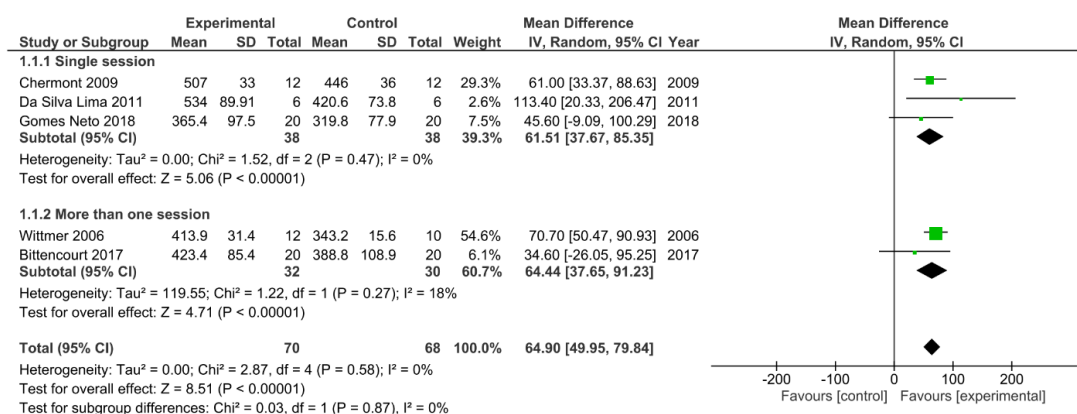 Experimental Control Mean Difference Mean Difference
Study or Subgroup Mean SD Total Mean SD Total Weight IV, Random, 95% CI Year IV, Random, 95% CI
1.1.1 Single session
Chermont 2009 507 33 12 446 36 12 29.3% 61.00 [33.37, 88.63] 2009
Da Silva Lima 2011 534 89.91 6 420.6 73.8 6 2.6% 113.40 [20.33, 206.47] 2011
Gomes Neto 2018 365.4 97.5 20 319.8 77.9 20 7.5% 45.60 [-9.09, 100.29] 2018
Subtotal (95% CI) 38 38 39.3% 61.51 [37.67, 85.35]
Heterogeneity: Tau² = 0.00; Chi² = 1.52, df = 2 (P = 0.47); I² = 0%
Test for overall effect: Z = 5.06 (P < 0.00001)
1.1.2 More than one session
Wittmer 2006 413.9 31.4 12 343.2 15.6 10 54.6% 70.70 [50.47, 90.93] 2006
Bittencourt 2017 423.4 85.4 20 388.8 108.9 20 6.1% 34.60 [-26.05, 95.25] 2017
Subtotal (95% CI) 32 30 60.7% 64.44 [37.65, 91.23]
Heterogeneity: Tau² = 119.55; Chi² = 1.22, df = 1 (P = 0.27); I² = 18%
Test for overall effect: Z = 4.71 (P < 0.00001)
Total (95% CI) 70 68 100.0% 64.90 [49.95, 79.84]
Heterogeneity: Tau² = 0.00; Chi² = 2.87, df = 4 (P = 0.58); I² = 0%
Test for overall effect: Z = 8.51 (P < 0.00001)
Test for subgroup differences: Chi² = 0.03, df = 1 (P = 0.87), I² = 0%
-200 -100 0 100 200
Favours [control] Favours [experimental]